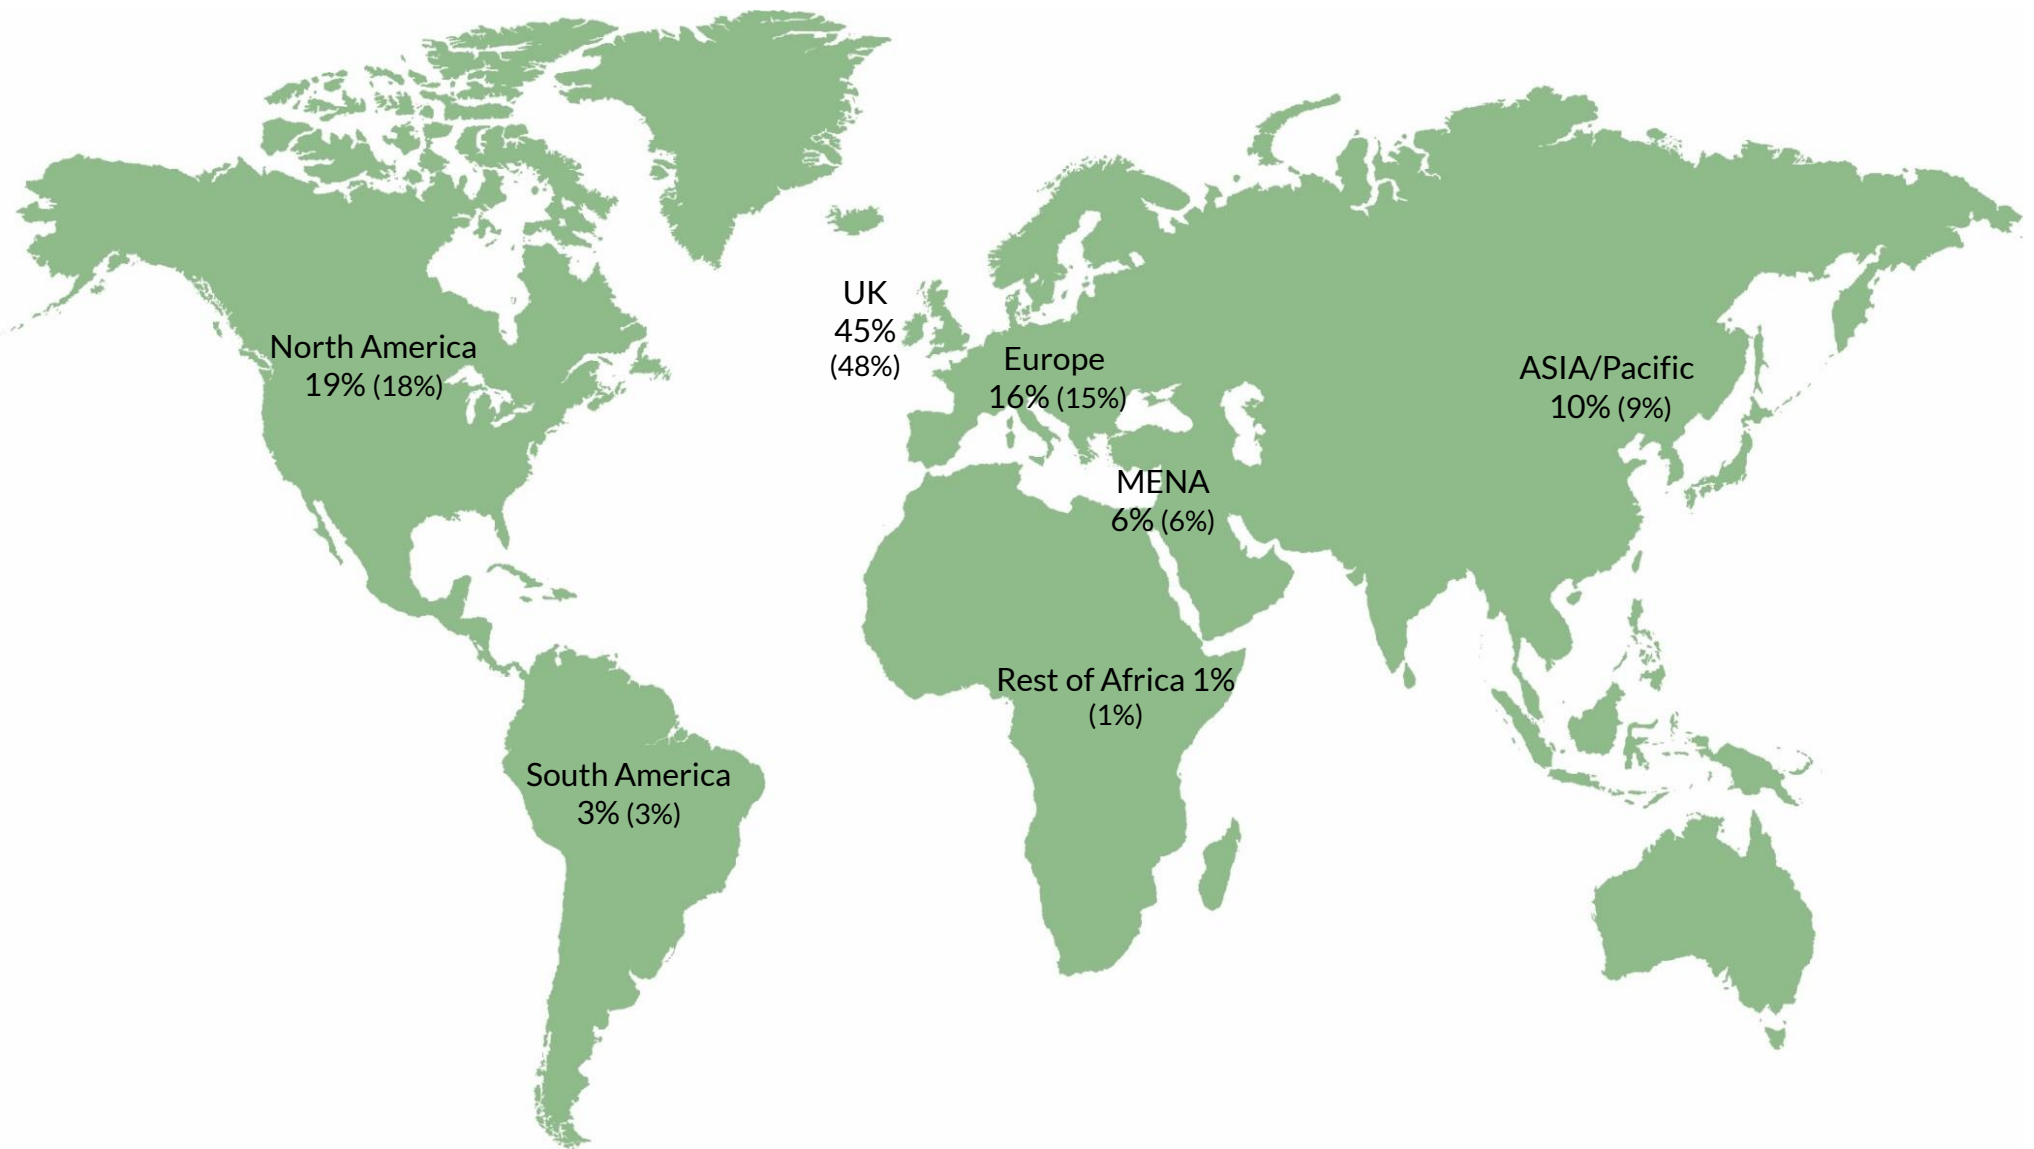 UK
45%
(48%)
North America
19% (18%)
Europe
16% (15%)
ASIA/Pacific
10% (9%)
MENA
6% (6%)
Rest of Africa 1%
(1%)
South America
3% (3%)